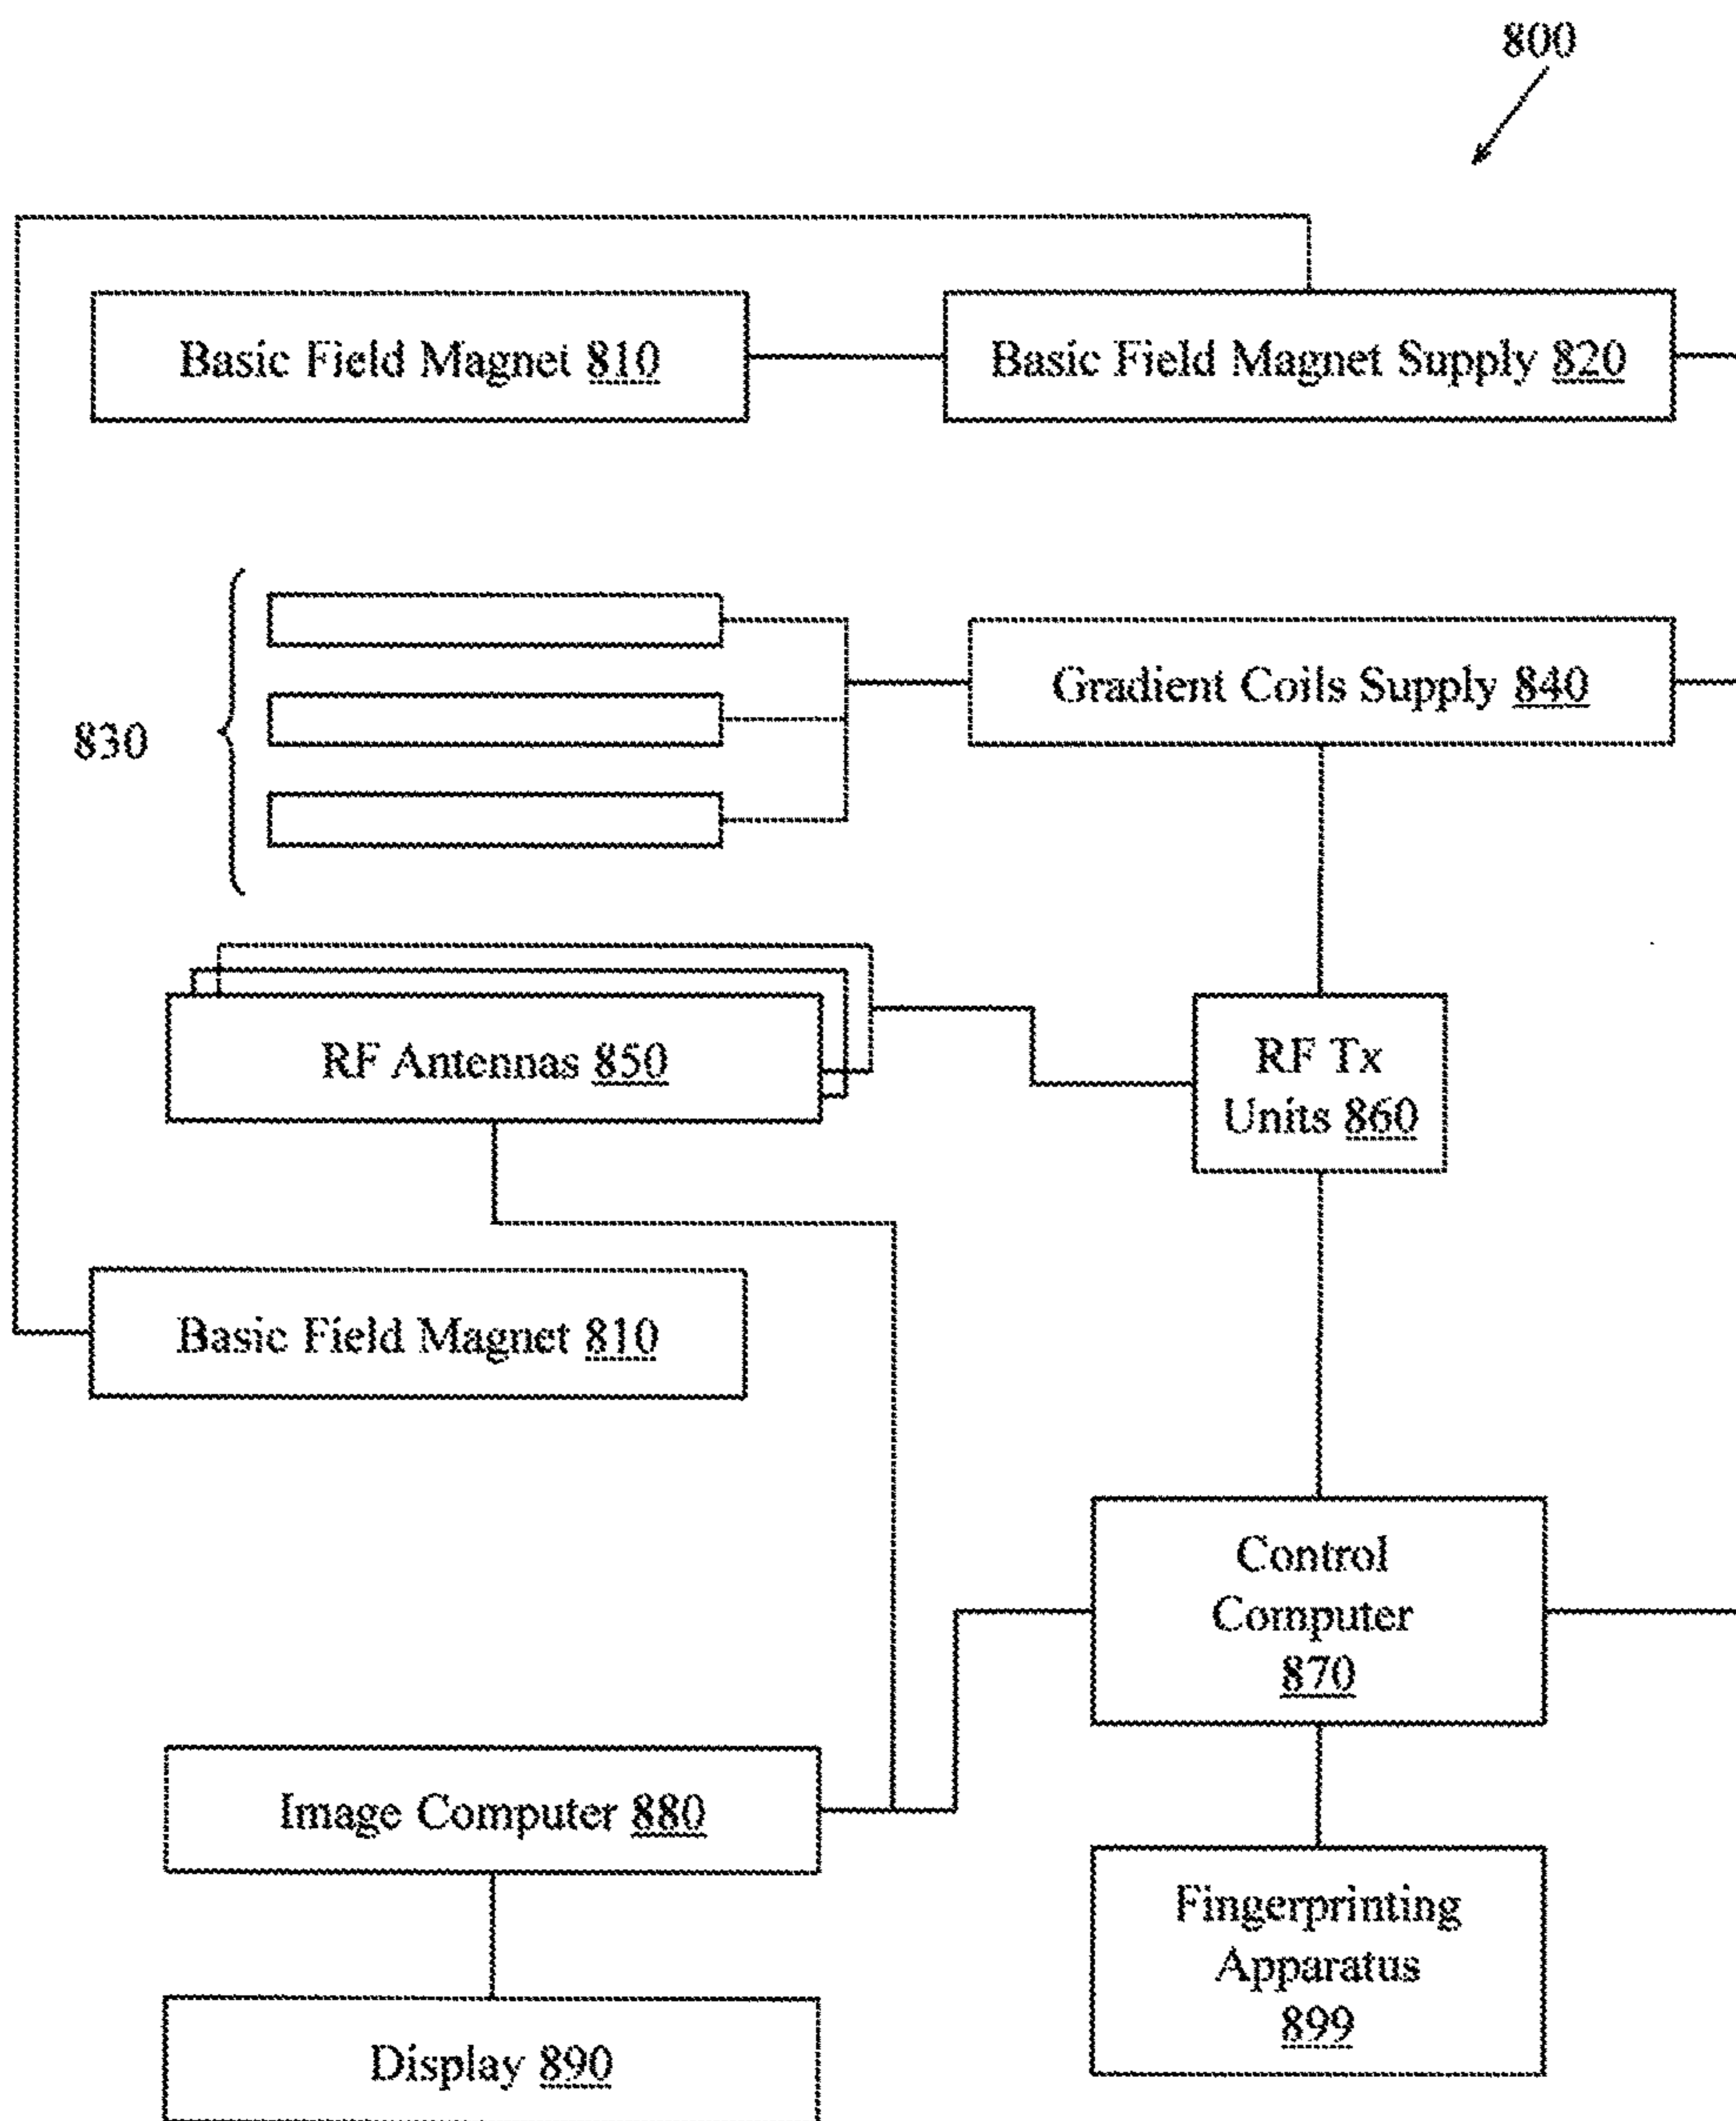 800
Basic Field Magnet 810
Basic Field Magnet Supply 820
830
Gradient Coils Supply 840
RF Antennas 850
RF Tx
Units 860
Basic Field Magnet 810
Control
Computer
870
Image Computer 880
Fingerprinting
Apparatus
899
Display 890